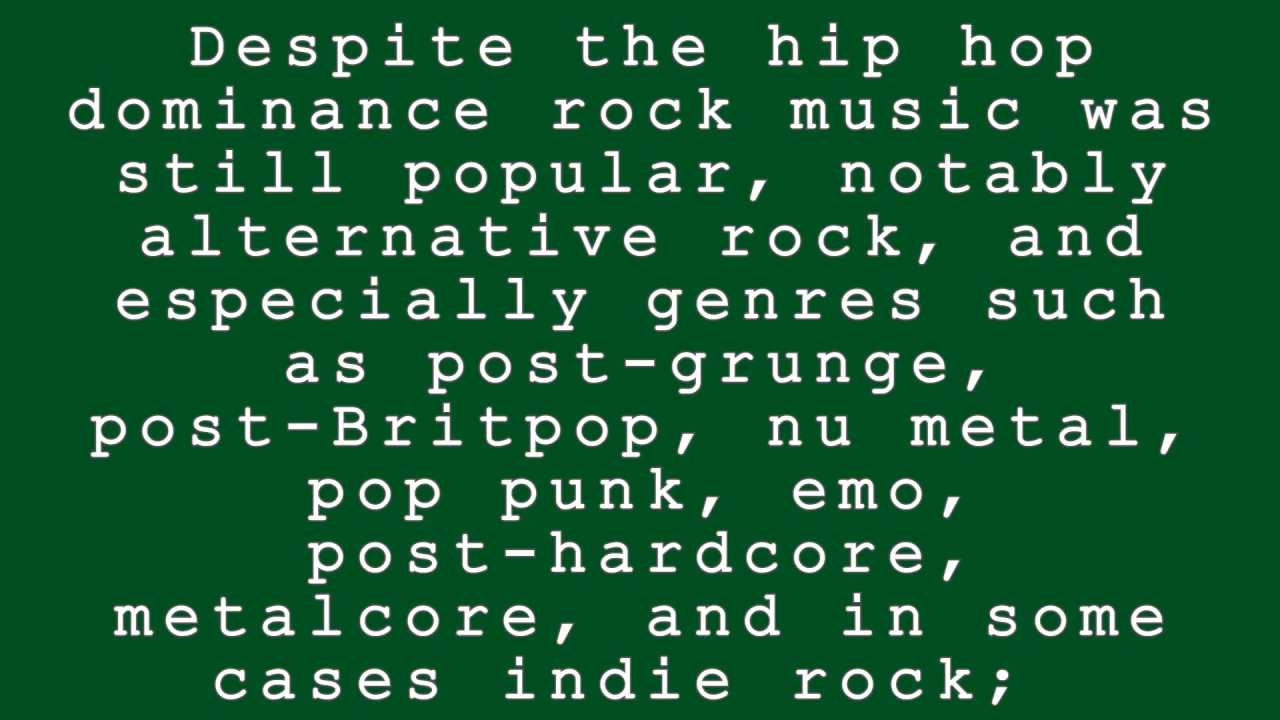 Despite the hip hop
dominance rock music was
still popular, notably
alternative rock, and
especially genres such
as post-grunge,
post-Britpop, nu metal,
pop punk, emo,
post-hardcore,
metalcore, and in some
cases indie rock;